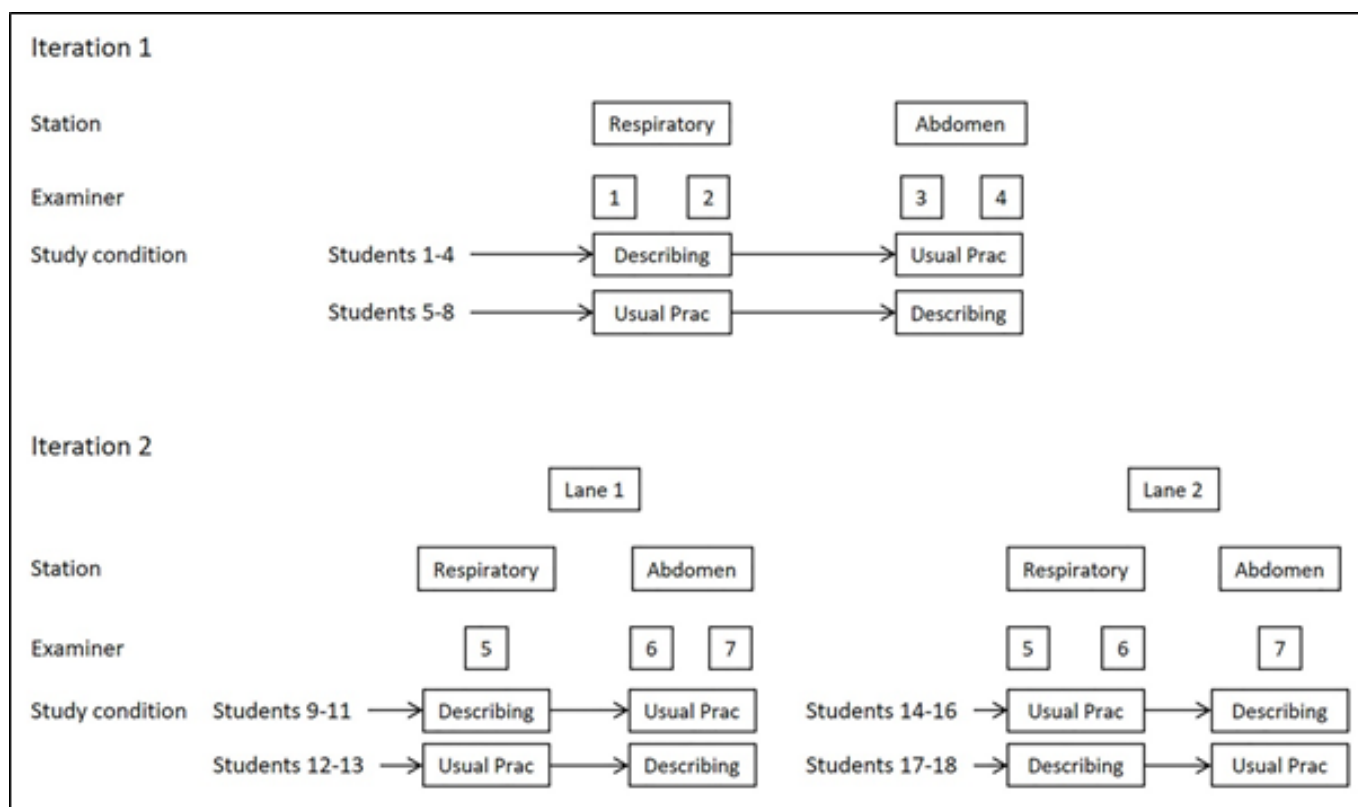 Iteration 1
Station Respiratory Abdomen
Examiner 1 2 3 4
Study condition Students 1-4 Describing Usual Prac
Students 5-8 Usual Prac Describing
Iteration 2
Lane 1 Lane 2
Station Respiratory Abdomen Respiratory Abdomen
Examiner 5 6 7 5 6 7
Study condition Students 9-11 Describing Usual Prac Students 14-16 Usual Prac Describing
Students 12-13 Usual Prac Describing Students 17-18 Describing Usual Prac